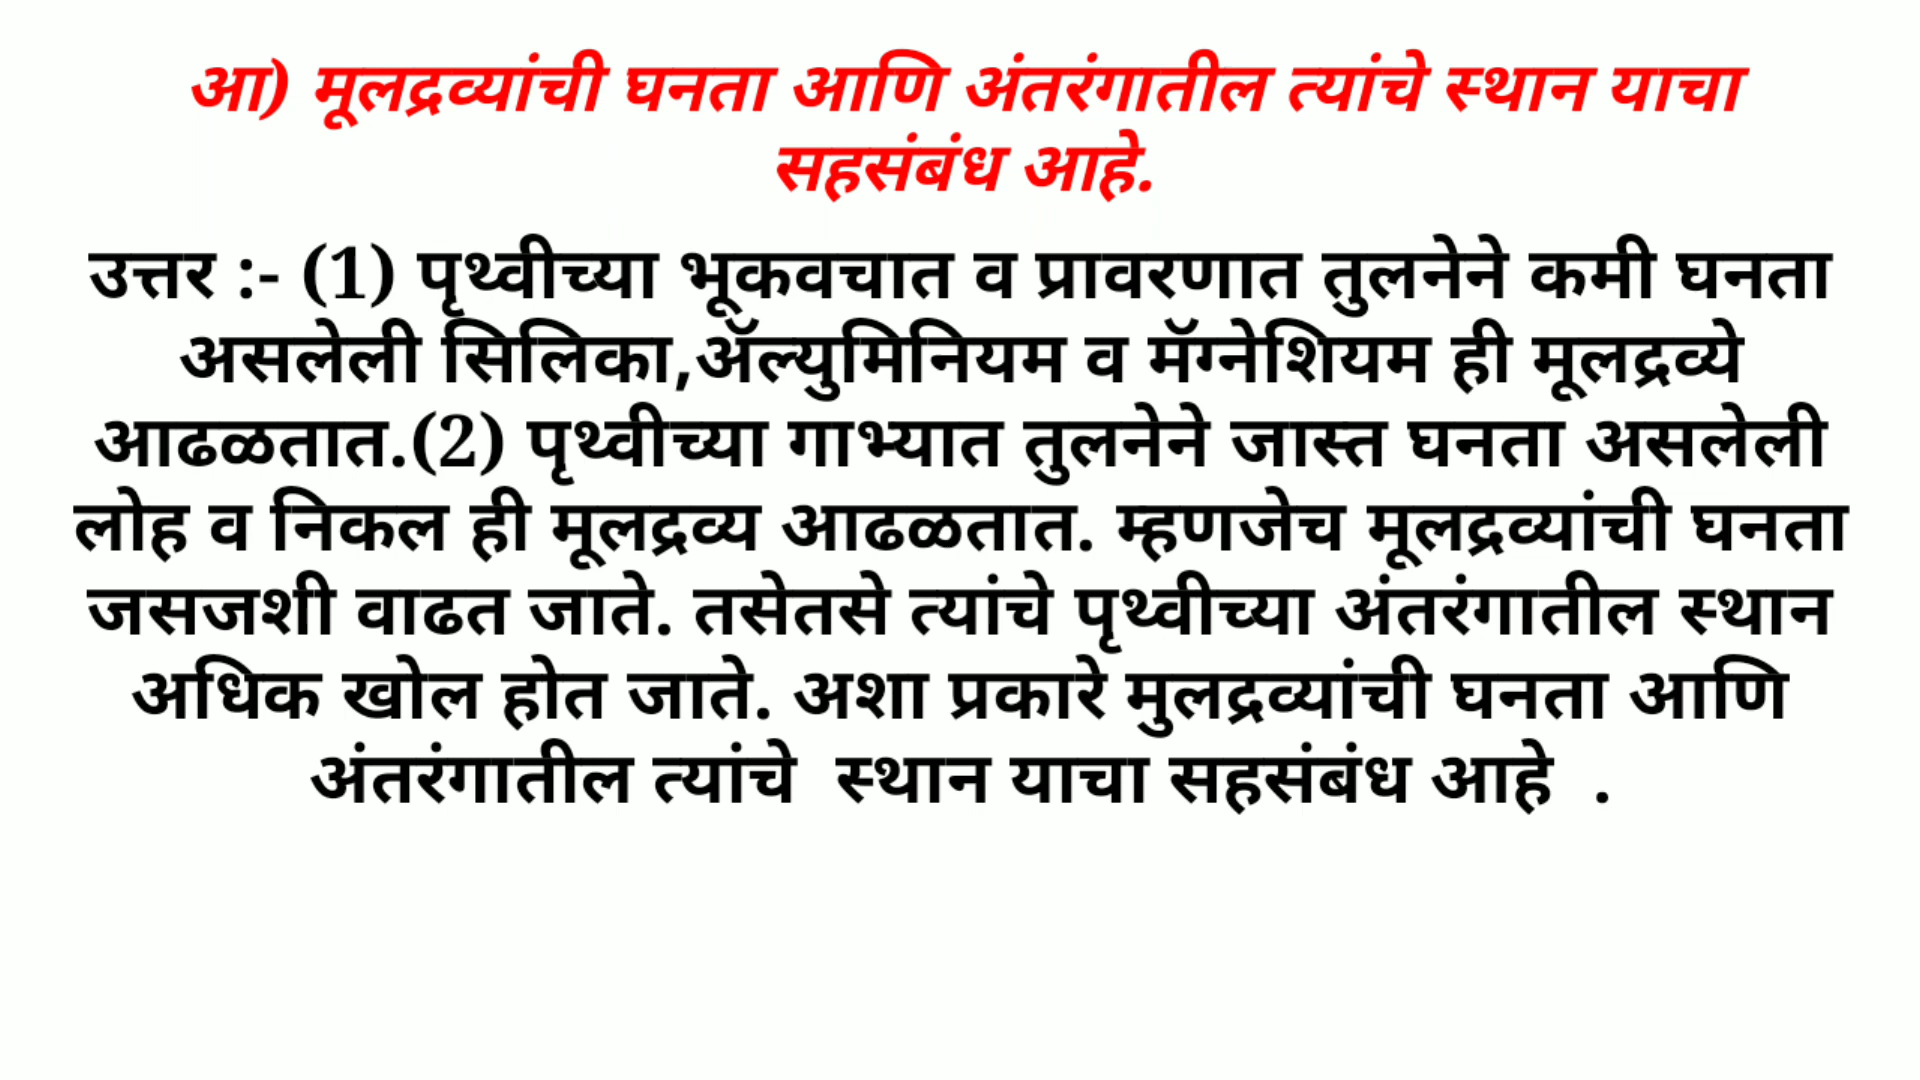 आ) मूलद्रव्यांची घनता आणि अंतरंगातील त्यांचे स्थान याचा
सहसंबंध आहे.
उत्तर :- (1) पृथ्वीच्या भूकवचात व प्रावरणात तुलनेने कमी घनता
असलेली सिलिका,ॲल्युमिनियम व मॅग्नेशियम ही मूलद्रव्ये
आढळतात.(2) पृथ्वीच्या गाभ्यात तुलनेने जास्त घनता असलेली
लोह व निकल ही मूलद्रव्य आढळतात. म्हणजेच मूलद्रव्यांची घनता
जसजशी वाढत जाते. तसेतसे त्यांचे पृथ्वीच्या अंतरंगातील स्थान
अधिक खोल होत जाते. अशा प्रकारे मुलद्रव्यांची घनता आणि
अंतरंगातील त्यांचे  स्थान याचा सहसंबंध आहे  .